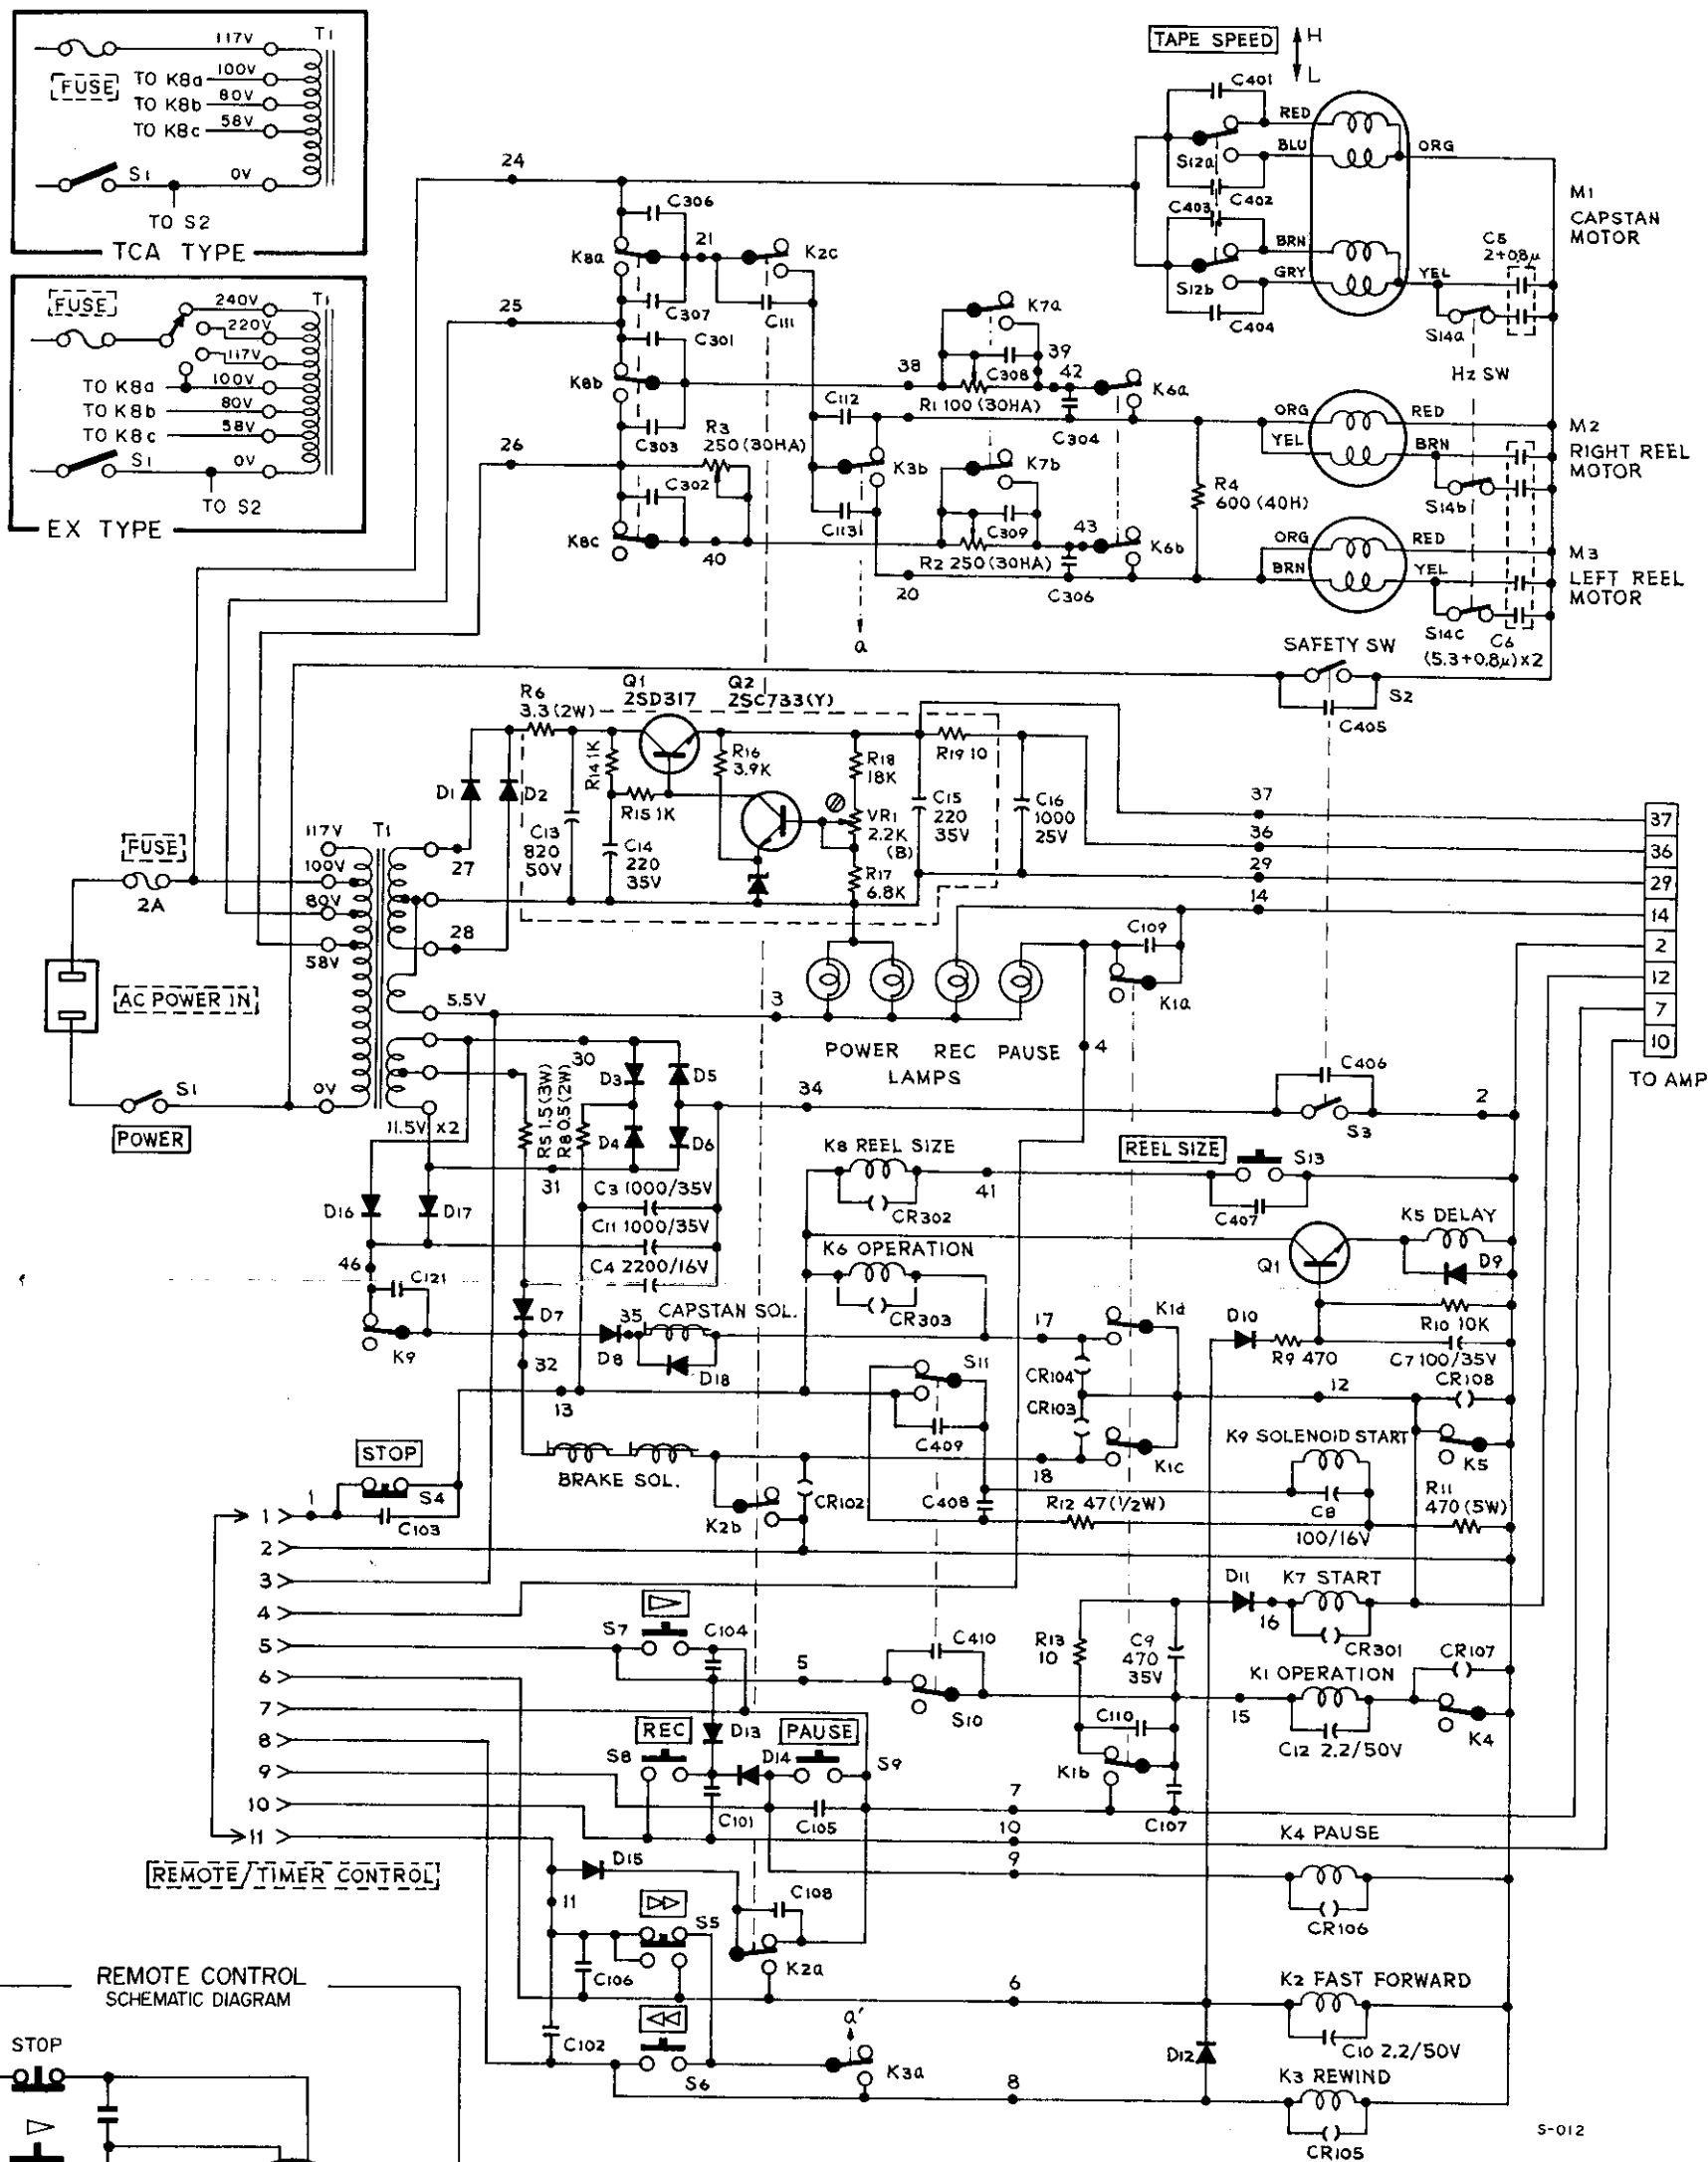 117V T1
FUSE
TO K8a 100V
TO K8b 80V
TO K8c 58V
S1 0V
TO S2
TCA TYPE
FUSE 240V T1
220V
117V
TO K8a 100V
TO K8b 80V
TO K8c 58V
S1 0V
TO S2
EX TYPE
TAPE SPEED H
L
C401
RED
S12a BLU ORG
C402
C403
BRN
GRY YEL
S12b
C404
M1
CAPSTAN
MOTOR
C5
2+0.8μ
S14a
Hz SW
24
C306
K8a 21 K2c
C307 C111
25
C301
K8b
C303
R3
250 (30HA)
26
C302
K8c 40
K7a
38 39 42
C308
R1 100 (30HA)
K6a
C304
C112
K3b
C113
K7b
C309 43
R2 250 (30HA)
K6b
20 C306
a
R4
600 (40H)
ORG RED
YEL BRN
M2
RIGHT REEL
MOTOR
S14b
ORG RED
BRN YEL
M3
LEFT REEL
MOTOR
S14c C6
(5.3+0.8μ)x2
SAFETY SW
S2
C405
R6
3.3 (2W)
Q1
2SD317
Q2
2SC733(Y)
R14 1K
R16
3.9K
R18
18K
R19 10
D1 D2
R15 1K
C13
820
50V
C14
220
35V
VR1
2.2K
(B)
R17
6.8K
C15
220
35V
C16
1000
25V
37
36
29
14
37
36
29
14
2
12
7
10
TO AMP
FUSE
2A
117V T1
100V
80V
58V
27
28
5.5V
3
AC POWER IN
S1 0V
POWER
11.5V x2
POWER REC PAUSE
LAMPS
C109
K1a
4
30
D3 D5
D4 D6
R5 1.5 (3W)
R8 0.5 (2W)
31
34
C406
S3
2
K8 REEL SIZE
CR302
41
REEL SIZE
S13
C407
C3 1000/35V
C11 1000/35V
C4 2200/16V
D16 D17
46
C121
K9
D7
K6 OPERATION
CR303
Q1
K5 DELAY
D9
R10 10K
D10
R9 470
C7 100/35V
35 CAPSTAN SOL.
D8
D18
32
13
17
K1d
CR104
CR103
K1c
18
S11
C409
C408
12
CR108
K5
K9 SOLENOID START
C8
100/16V
R11
470 (5W)
R12 47(1/2W)
BRAKE SOL.
K2b
CR102
STOP
S4
C103
1
1
2
3
4
5
6
7
8
9
10
11
REMOTE/TIMER CONTROL
S7 C104
5
C410
S10
R13
10
C9
470
35V
D11
16
K7 START
CR301
K1 OPERATION
15
C12 2.2/50V
CR107
K4
REC
S8
D13
D14
PAUSE
S9
C101
C105
C110
K1b
C107
7
10
9
K4 PAUSE
CR106
D15
11
C108
S5
C106
K2a
6
K2 FAST FORWARD
C10 2.2/50V
C102
S6
a'
K3a
D12
8
K3 REWIND
CR105
REMOTE CONTROL
SCHEMATIC DIAGRAM
STOP
S-012